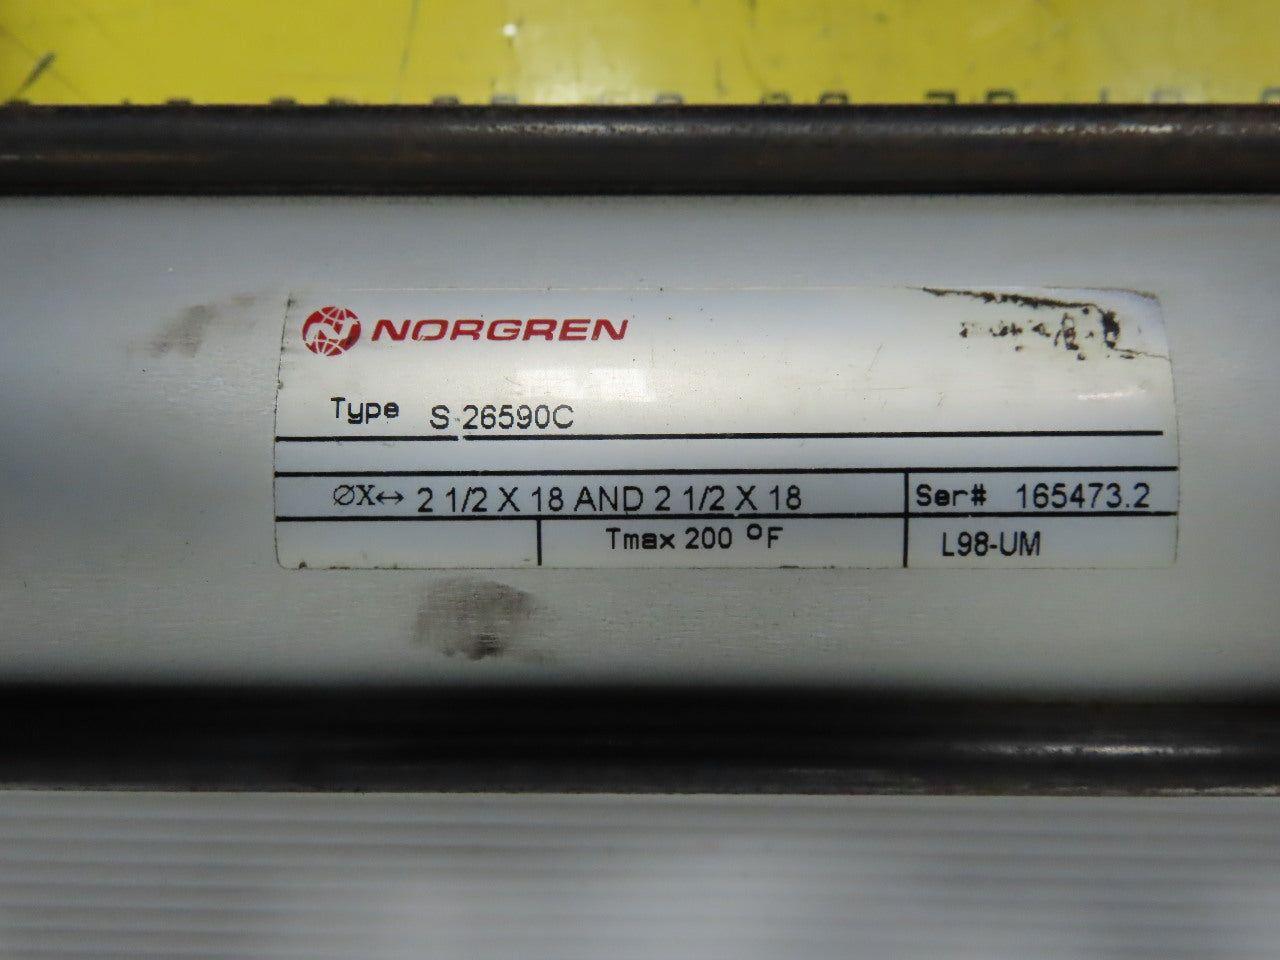 NORGREN
Type S 26590C
ØX↔ 2 1/2 X 18 AND 2 1/2 X 18 Ser# 165473.2
Tmax 200 °F L98-UM